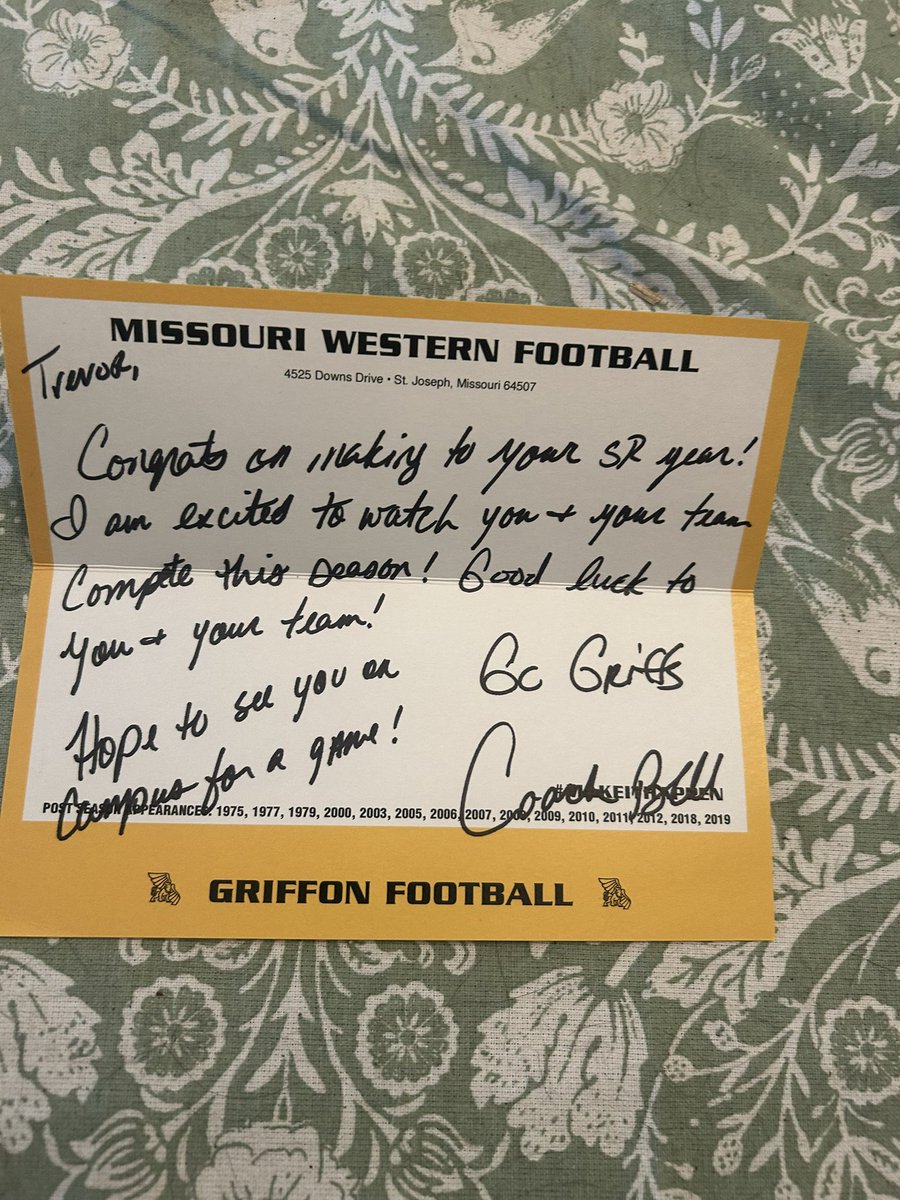 MISSOURI WESTERN FOOTBALL
4525 Downs Drive • St. Joseph, Missouri 64507
Trevor,
Congrats on making to your SR year!
I am excited to watch you + your team
Compete this season! Good luck to
you + your team!
Hope to see you on
Campus for a game!
Go Griffs
Coach
POST SEASON APPEARANCES: 1975, 1977, 1979, 2000, 2003, 2005, 2006, 2007, 2008, 2009, 2010, 2011, 2012, 2018, 2019
GRIFFON FOOTBALL